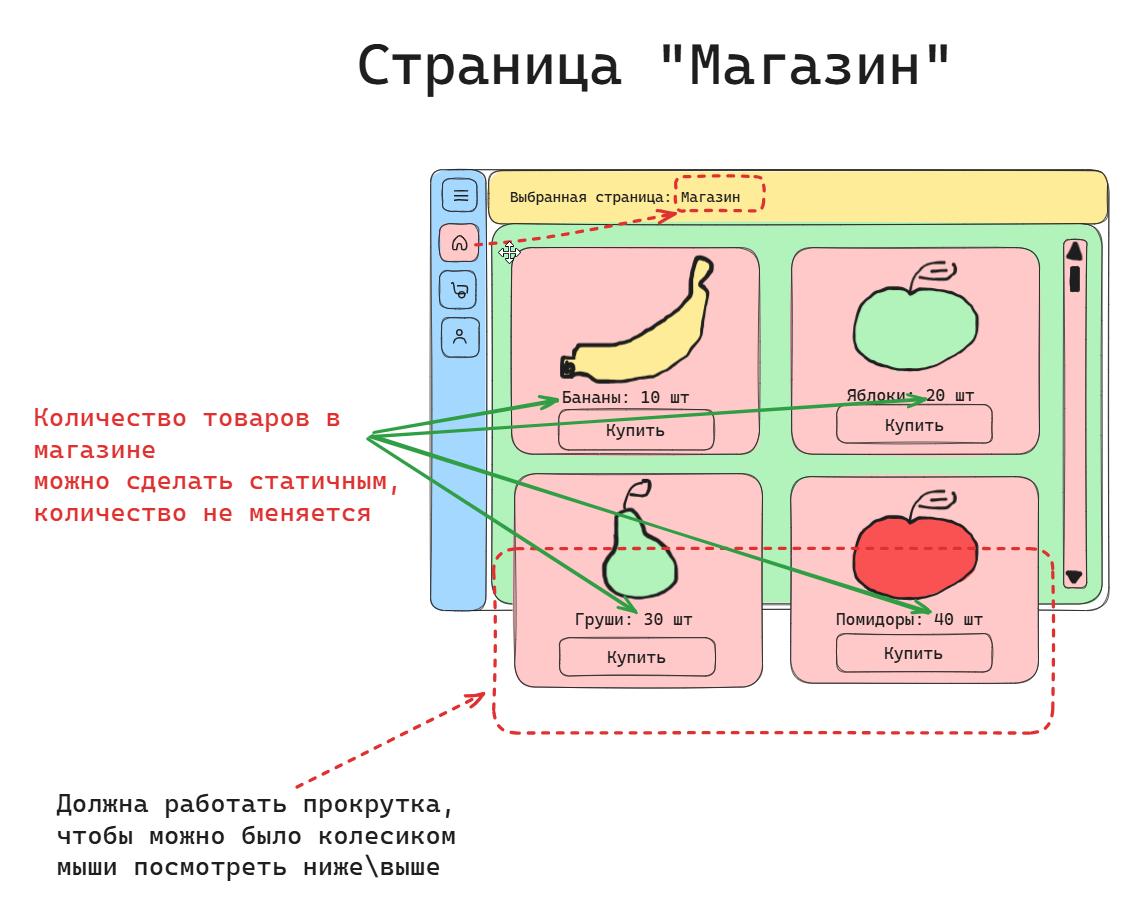 Страница "Магазин"
Выбранная страница: Магазин
Бананы: 10 шт
Купить
Яблоки: 20 шт
Купить
Количество товаров в
магазине
можно сделать статичным,
количество не меняется
Груши: 30 шт
Купить
Помидоры: 40 шт
Купить
Должна работать прокрутка,
чтобы можно было колесиком
мыши посмотреть ниже\выше